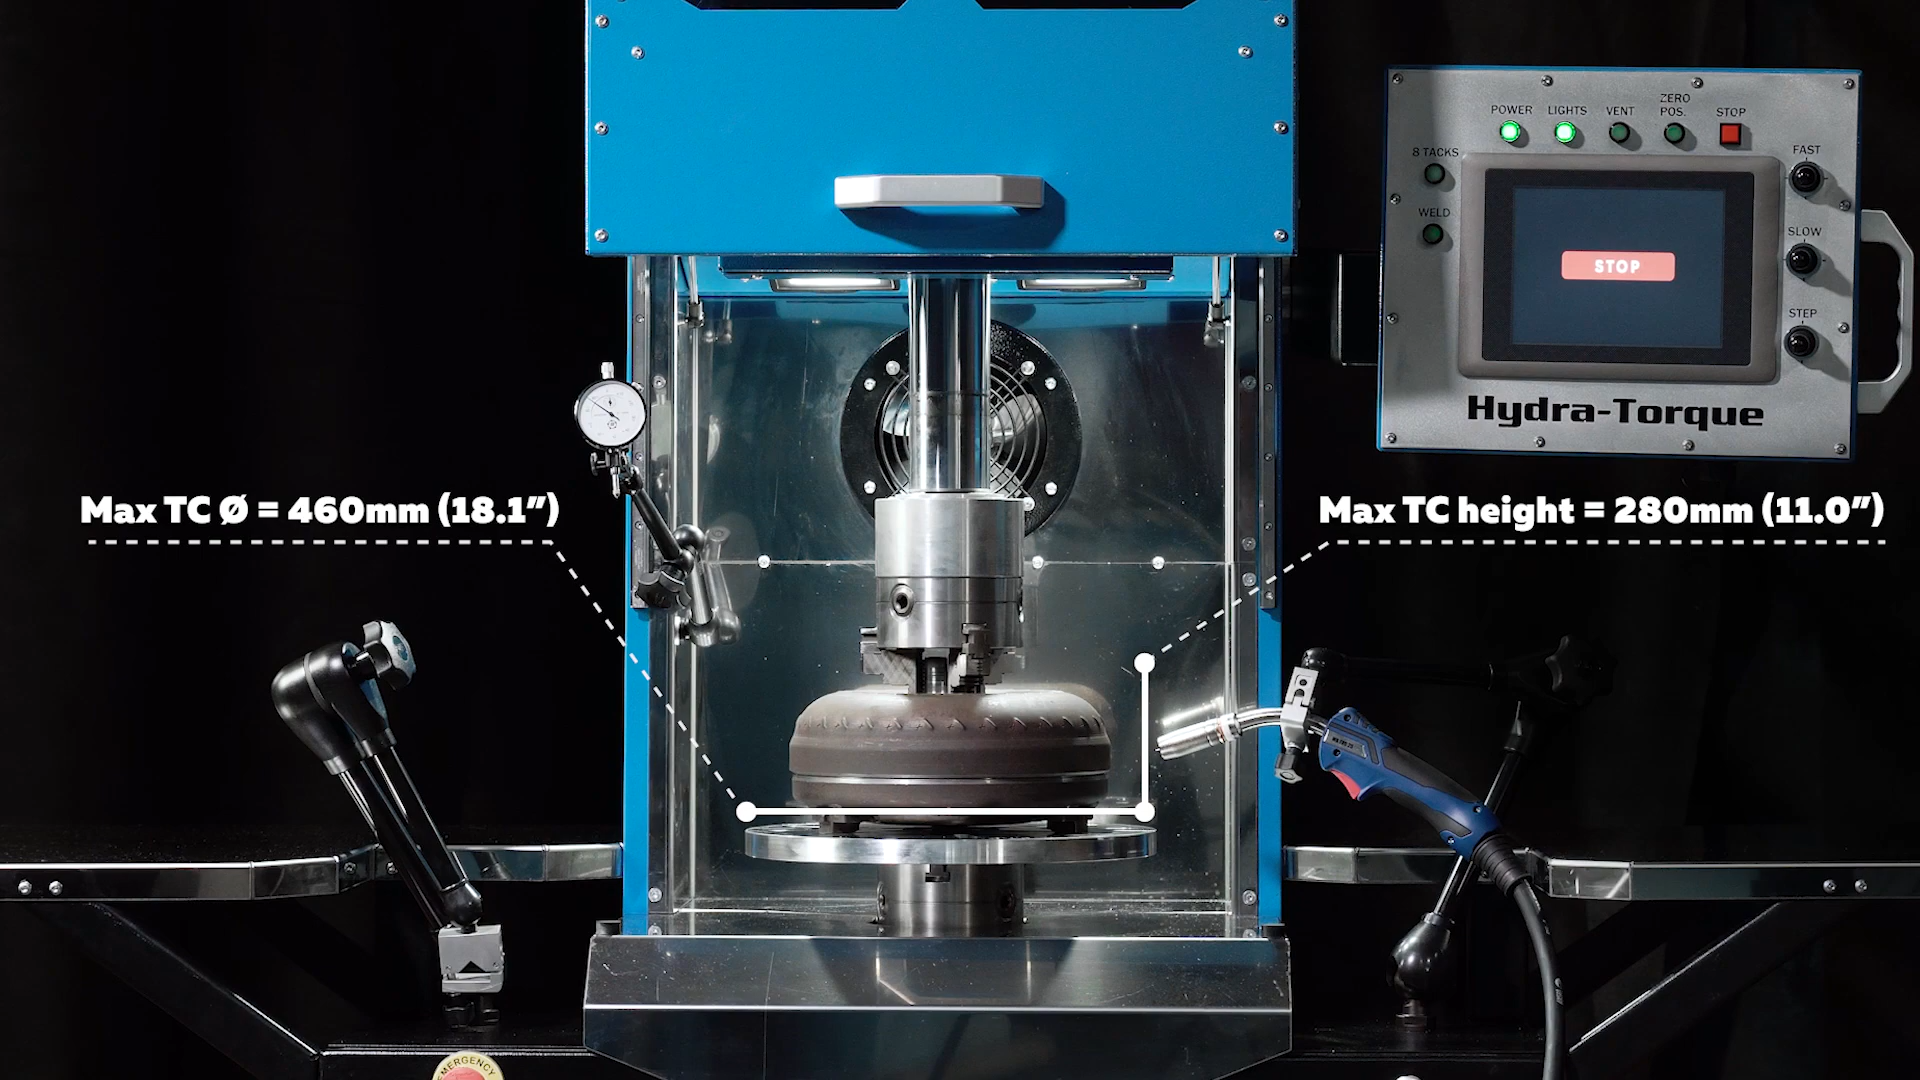 POWER
LIGHTS
VENT
ZERO
POS.
STOP
8 TACKS
FAST
WELD
SLOW
STOP
STEP
Hydra-Torque
Max TC Ø = 460mm (18.1”)
Max TC height = 280mm (11.0”)
EMERGENCY